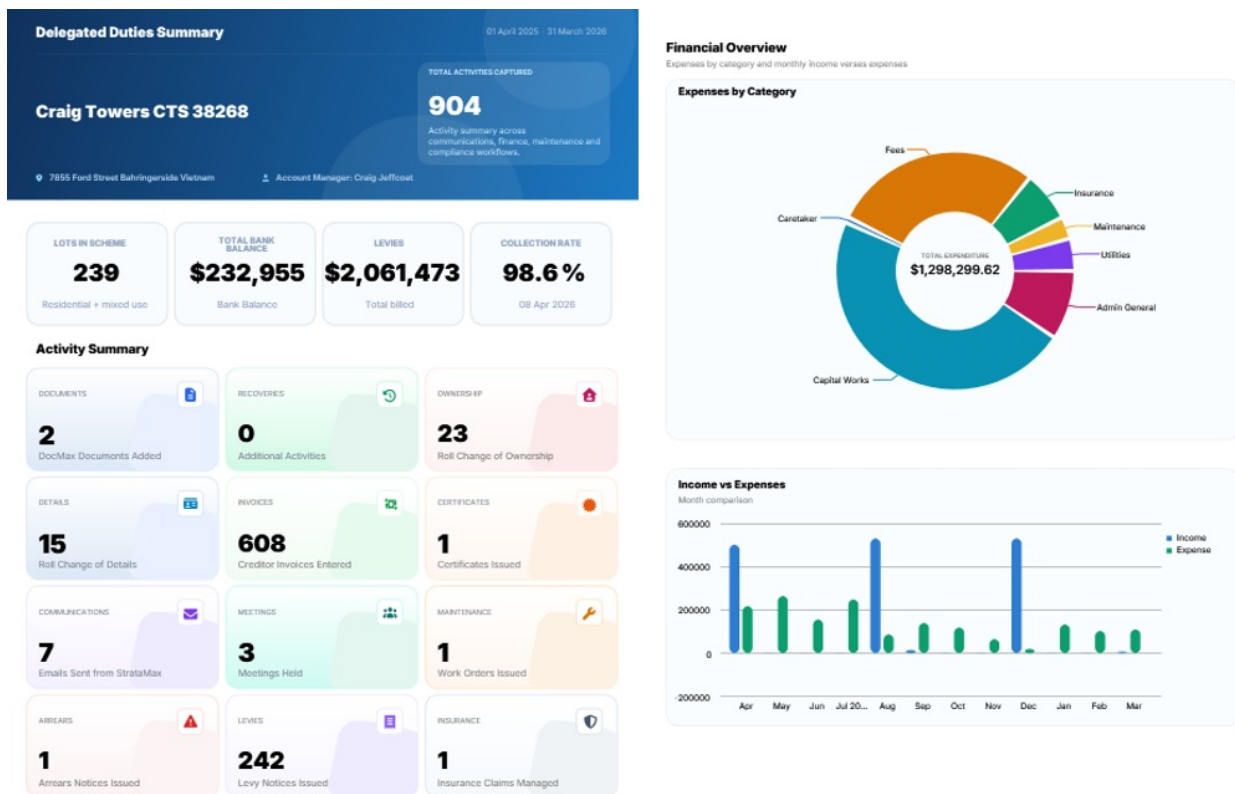 Delegated Duties Summary
01 April 2025 - 31 March 2026
TOTAL ACTIVITIES CAPTURED
904
Activity summary across
communications, finance, maintenance and
compliance workflows.
Craig Towers CTS 38268
7855 Ford Street Bahringerside Vietnam
Account Manager: Craig Jeffcoat
LOTS IN SCHEME
239
Residential + mixed use
TOTAL BANK
BALANCE
$232,955
Bank Balance
LEVIES
$2,061,473
Total billed
COLLECTION RATE
98.6 %
08 Apr 2026
Activity Summary
DOCUMENTS
2
DocMax Documents Added
RECOVERIES
0
Additional Activities
OWNERSHIP
23
Roll Change of Ownership
DETAILS
15
Roll Change of Details
INVOICES
608
Creditor Invoices Entered
CERTIFICATES
1
Certificates Issued
COMMUNICATIONS
7
Emails Sent from StrataMax
MEETINGS
3
Meetings Held
MAINTENANCE
1
Work Orders Issued
ARREARS
1
Arrears Notices Issued
LEVIES
242
Levy Notices Issued
INSURANCE
1
Insurance Claims Managed
Financial Overview
Expenses by category and monthly income verses expenses
Expenses by Category
Fees
Insurance
Caretaker
Maintenance
TOTAL EXPENDITURE
$1,298,299.62
Utilities
Admin General
Capital Works
Income vs Expenses
Month comparison
600000
400000
200000
0
-200000
Apr May Jun Jul 20... Aug Sep Oct Nov Dec Jan Feb Mar
Income
Expense